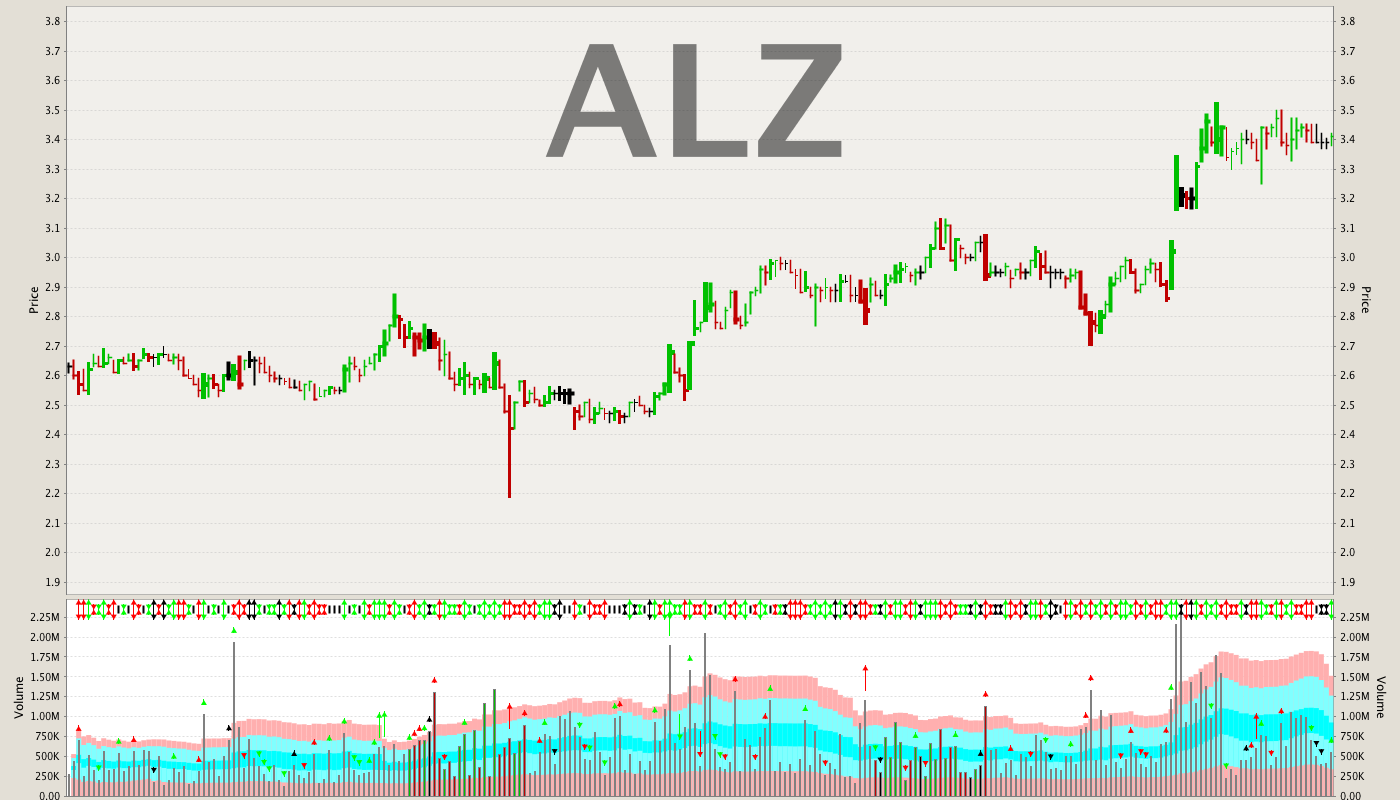 ALZ
3.8 3.8
3.7 3.7
3.6 3.6
3.5 3.5
3.4 3.4
3.3 3.3
3.2 3.2
3.1 3.1
3.0 3.0
2.9 2.9
Price Price
2.8 2.8
2.7 2.7
2.6 2.6
2.5 2.5
2.4 2.4
2.3 2.3
2.2 2.2
2.1 2.1
2.0 2.0
1.9 1.9
2.25M 2.25M
2.00M 2.00M
1.75M 1.75M
1.50M 1.50M
Volume Volume
1.25M 1.25M
1.00M 1.00M
750K 750K
500K 500K
250K 250K
0.00 0.00